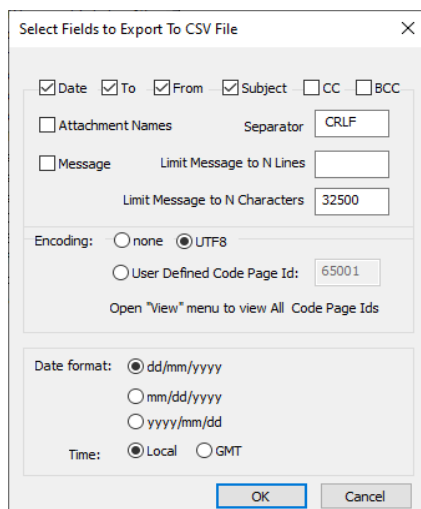 Select Fields to Export To CSV File
Date To From Subject CC BCC
Attachment Names Separator CRLF
Message Limit Message to N Lines
Limit Message to N Characters 32500
Encoding: none UTF8
User Defined Code Page Id: 65001
Open "View" menu to view All Code Page Ids
Date format: dd/mm/yyyy
mm/dd/yyyy
yyyy/mm/dd
Time: Local GMT
OK Cancel